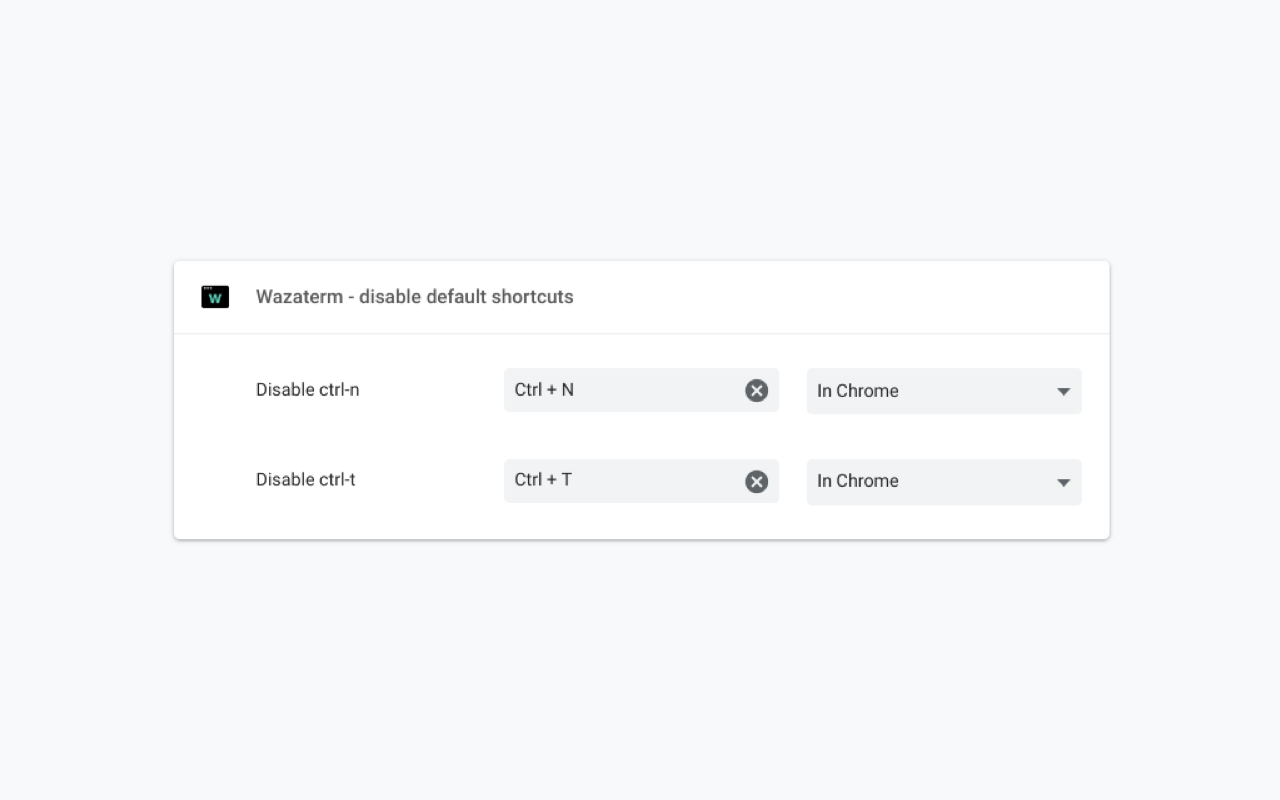 W
Wazaterm - disable default shortcuts
Disable ctrl-n
Ctrl + N
In Chrome
Disable ctrl-t
Ctrl + T
In Chrome